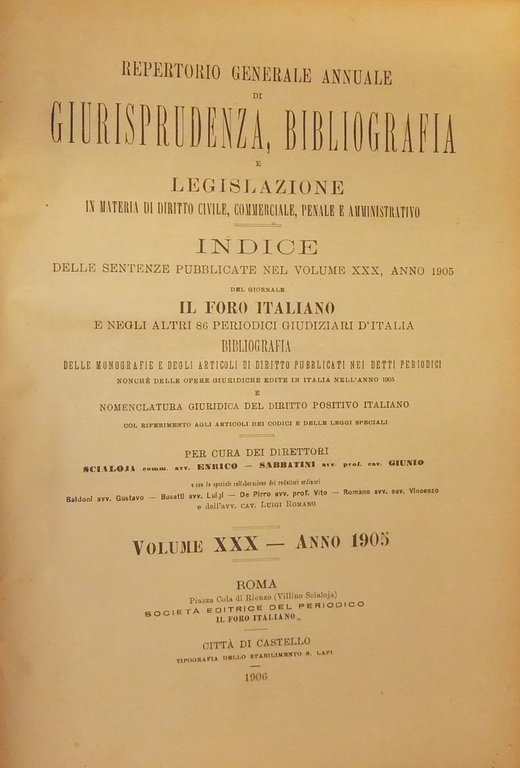 REPERTORIO GENERALE ANNUALE
DI
GIURISPRUDENZA, BIBLIOGRAFIA
E
LEGISLAZIONE
IN MATERIA DI DIRITTO CIVILE, COMMERCIALE, PENALE E AMMINISTRATIVO
INDICE
DELLE SENTENZE PUBBLICATE NEL VOLUME XXX, ANNO 1905
DEL GIORNALE
IL FORO ITALIANO
E NEGLI ALTRI 86 PERIODICI GIUDIZIARI D'ITALIA
BIBLIOGRAFIA
DELLE MONOGRAFIE E DEGLI ARTICOLI DI DIRITTO PUBBLICATI NEI DETTI PERIODICI
NONCHÈ DELLE OPERE GIURIDICHE EDITE IN ITALIA NELL'ANNO 1905
E
NOMENCLATURA GIURIDICA DEL DIRITTO POSITIVO ITALIANO
COL RIFERIMENTO AGLI ARTICOLI DEI CODICI E DELLE LEGGI SPECIALI
PER CURA DEI DIRETTORI
SCIALOJA comm. avv. ENRICO — SABBATINI avv. prof. cav. GIUNIO
e con la speciale collaborazione dei redattori ordinari
Baldoni avv. Gustavo — Busatti avv. Luigi — De Pirro avv. prof. Vito — Romano avv. cav. Vincenzo
e dell'avv. CAV. LUIGI ROMANO
VOLUME XXX — ANNO 1905
ROMA
Piazza Cola di Rienzo (Villino Scialoja)
SOCIETÀ EDITRICE DEL PERIODICO
IL FORO ITALIANO
CITTÀ DI CASTELLO
TIPOGRAFIA DELLO STABILIMENTO S. LAPI
1906